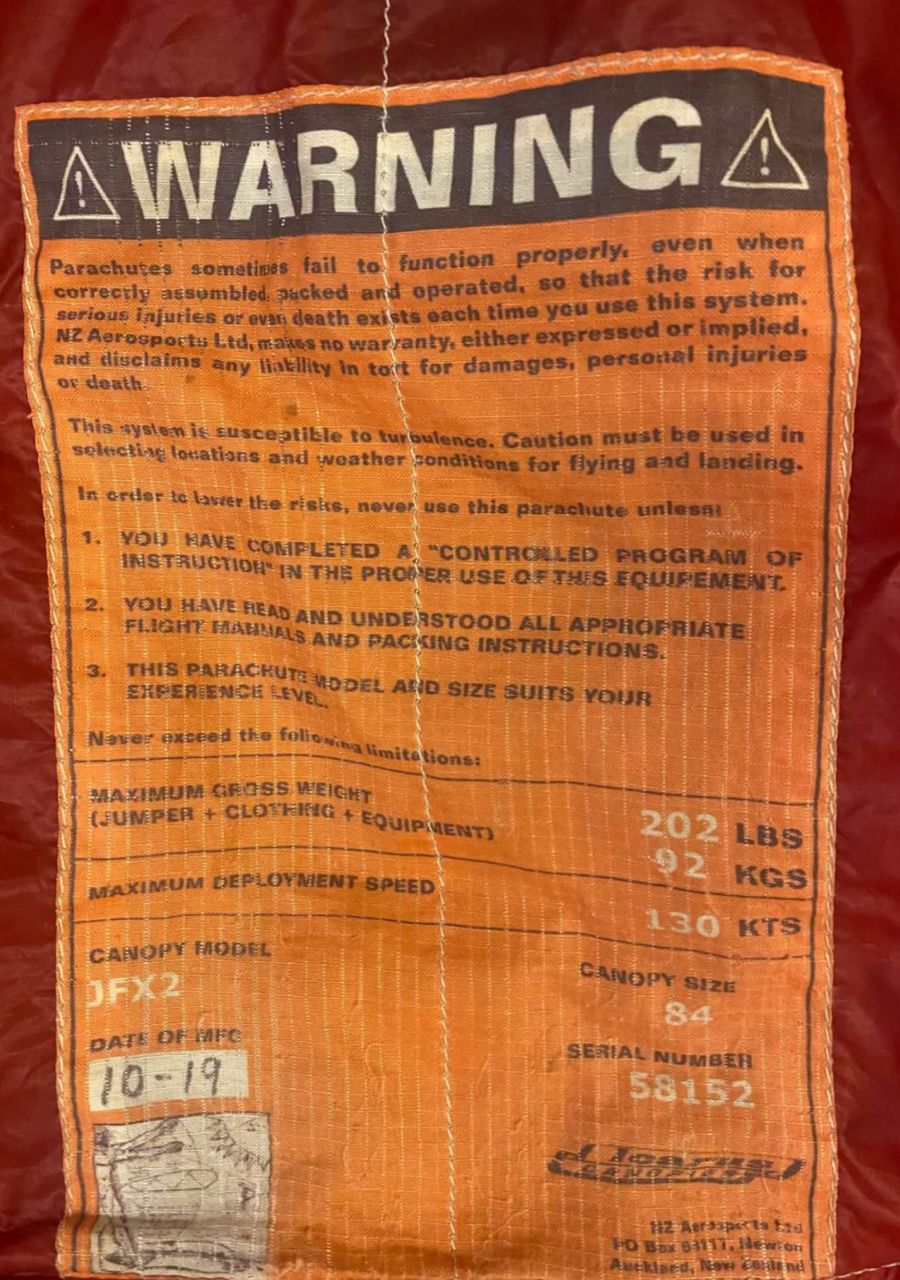 WARNING
Parachutes sometimes fail to function properly, even when
correctly assembled, packed and operated, so that the risk for
serious injuries or even death exists each time you use this system.
NZ Aerosports Ltd, makes no warranty, either expressed or implied,
and disclaims any liability in tort for damages, personal injuries
or death.
This system is susceptible to turbulence. Caution must be used in
selecting locations and weather conditions for flying and landing.
In order to lower the risks, never use this parachute unless:
1. YOU HAVE COMPLETED A "CONTROLLED PROGRAM OF
INSTRUCTION" IN THE PROPER USE OF THIS EQUIPEMENT.
2. YOU HAVE READ AND UNDERSTOOD ALL APPROPRIATE
FLIGHT MANUALS AND PACKING INSTRUCTIONS.
3. THIS PARACHUTE MODEL AND SIZE SUITS YOUR
EXPERIENCE LEVEL.
Never exceed the following limitations:
MAXIMUM GROSS WEIGHT
(JUMPER + CLOTHING + EQUIPMENT)
202 LBS
92 KGS
MAXIMUM DEPLOYMENT SPEED
130 KTS
CANOPY MODEL
JFX2
CANOPY SIZE
84
DATE OF MFC
10-19
SERIAL NUMBER
58152
Icarus
CANOPIES
NZ Aerosports Ltd
PO Box 93117, Newton
Auckland, New Zealand